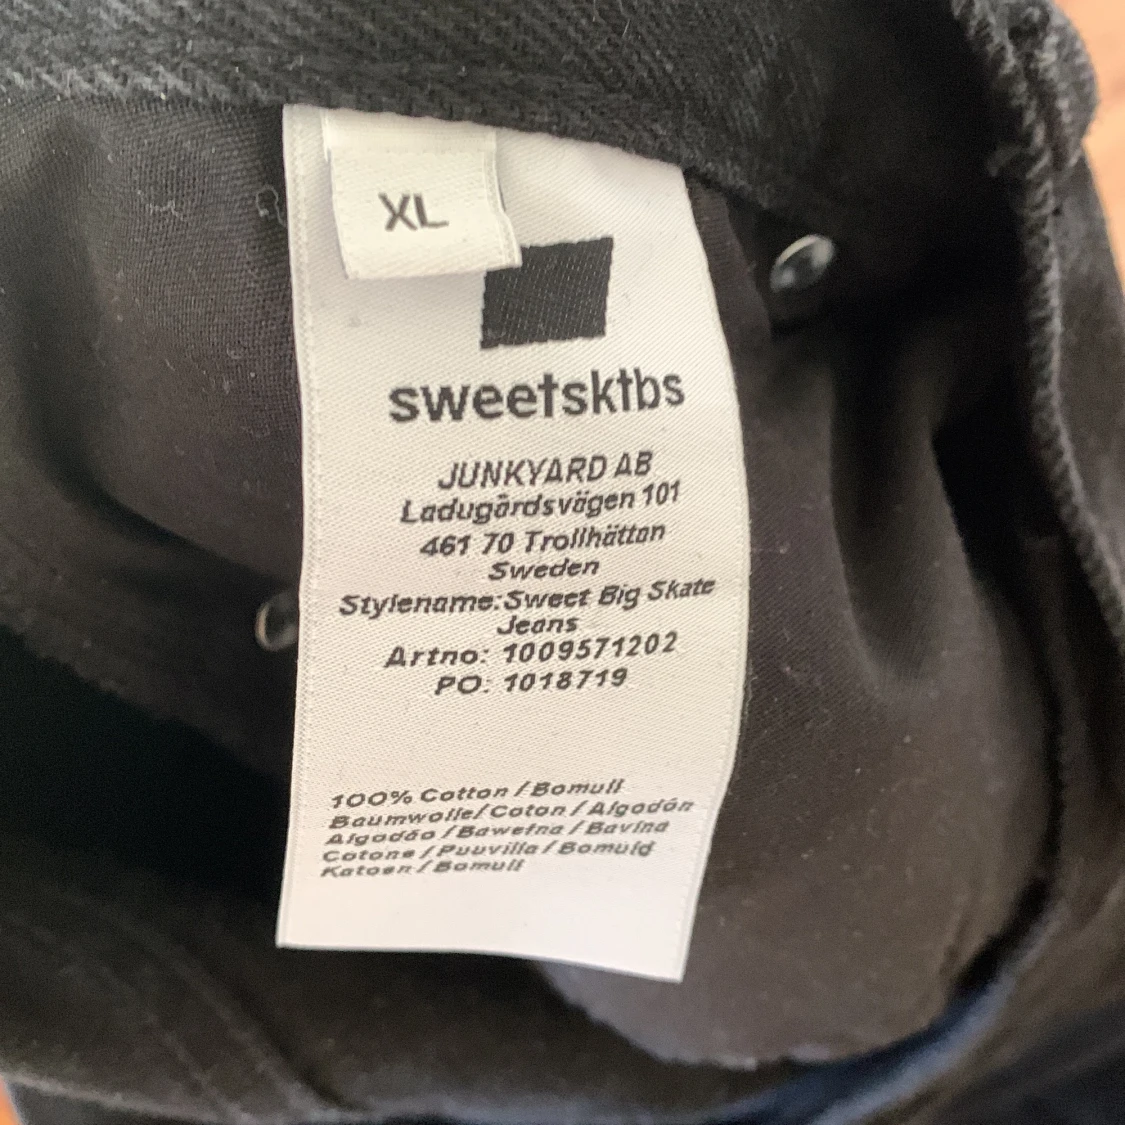 XL
sweetsktbs
JUNKYARD AB
Ladugårdsvägen 101
461 70 Trollhättan
Sweden
Stylename:Sweet Big Skate
Jeans
Artno: 1009571202
PO: 1018719
100% Cotton / Bomull
Baumwolle/ Coton / Algodón
Algodão / Bawełna / Bavlna
Cotone / Puuvilla / Bomuld
Katoen / Bomull